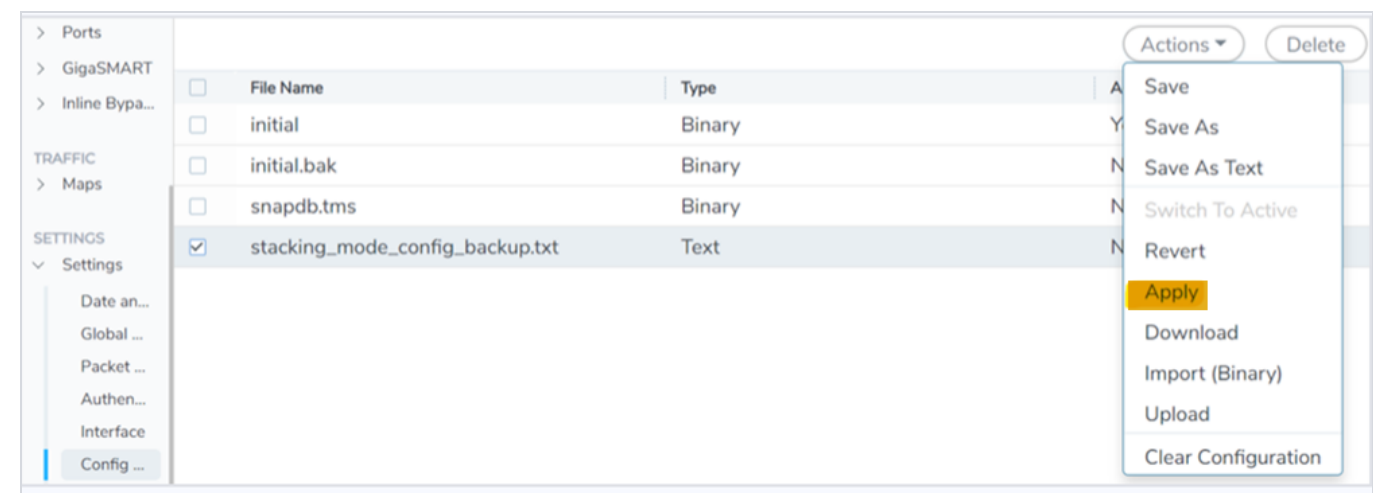 Ports
GigaSMART
Inline Bypa...
TRAFFIC
Maps
SETTINGS
Settings
Date an...
Global ...
Packet ...
Authen...
Interface
Config ...
Actions Delete
File Name Type A
initial Binary Y
initial.bak Binary N
snapdb.tms Binary N
stacking_mode_config_backup.txt Text N
Save
Save As
Save As Text
Switch To Active
Revert
Apply
Download
Import (Binary)
Upload
Clear Configuration